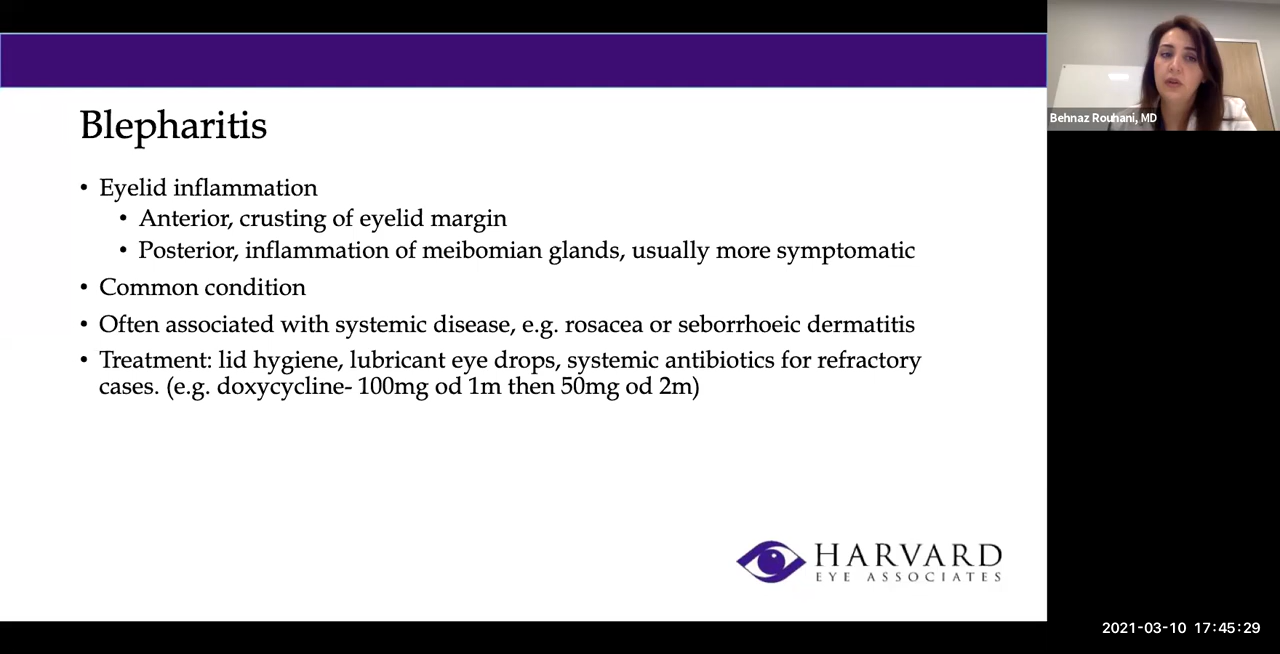 Blepharitis
• Eyelid inflammation
• Anterior, crusting of eyelid margin
• Posterior, inflammation of meibomian glands, usually more symptomatic
• Common condition
• Often associated with systemic disease, e.g. rosacea or seborrhoeic dermatitis
• Treatment: lid hygiene, lubricant eye drops, systemic antibiotics for refractory
cases. (e.g. doxycycline- 100mg od 1m then 50mg od 2m)
HARVARD
EYE ASSOCIATES
Behnaz Rouhani, MD
2021-03-10 17:45:29